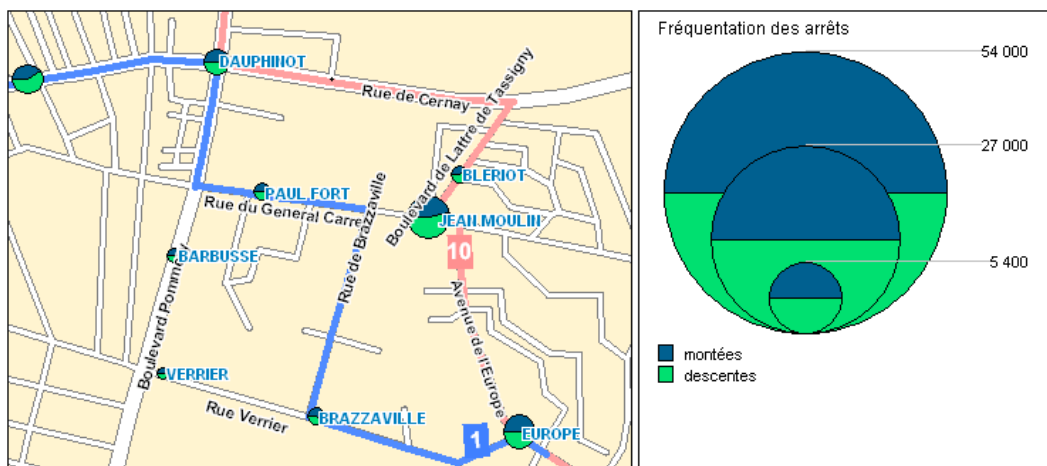 DAUPHINOT
Rue de Cernay
Boulevard de Lattre de Tassigny
BLERIOT
PAUL FORT
Rue du General Carre
JEAN MOULIN
Rue de Brazzaville
10
BARBUSSE
Boulevard Pommery
Avenue de l'Europe
VERRIER
Rue Verrier
BRAZZAVILLE
1
EUROPE
Fréquentation des arrêts
54 000
27 000
5 400
montées
descentes